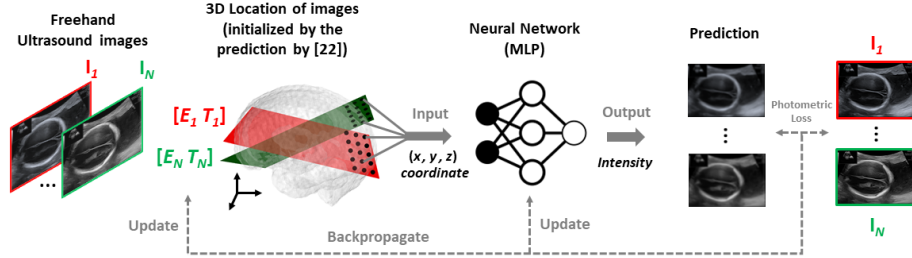 Freehand
Ultrasound images
I1
IN
...
3D Location of images
(initialized by the
prediction by [22])
[E1 T1]
[EN TN]
Input
(x, y, z)
coordinate
Neural Network
(MLP)
Output
Intensity
Prediction
Photometric
Loss
I1
IN
Update
Backpropagate
Update